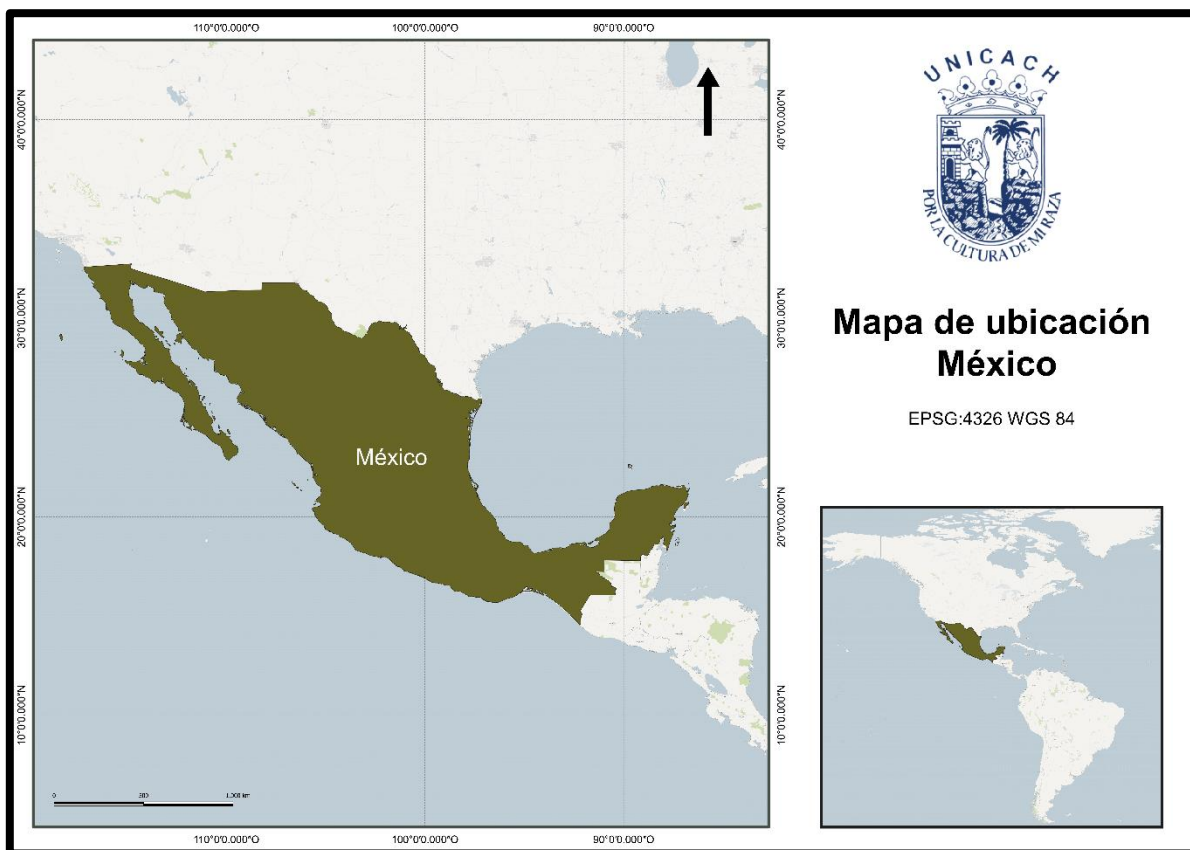 110°0'0.000"O 100°0'0.000"O 90°0'0.000"O
40°0'0.000"N
40°0'0.000"N
30°0'0.000"N
30°0'0.000"N
México
20°0'0.000"N
20°0'0.000"N
10°0'0.000"N
10°0'0.000"N
0 500 1.000 km
110°0'0.000"O 100°0'0.000"O 90°0'0.000"O
UNICACH
POR LA CULTURA DE MI RAZA
Mapa de ubicación
México
EPSG:4326 WGS 84